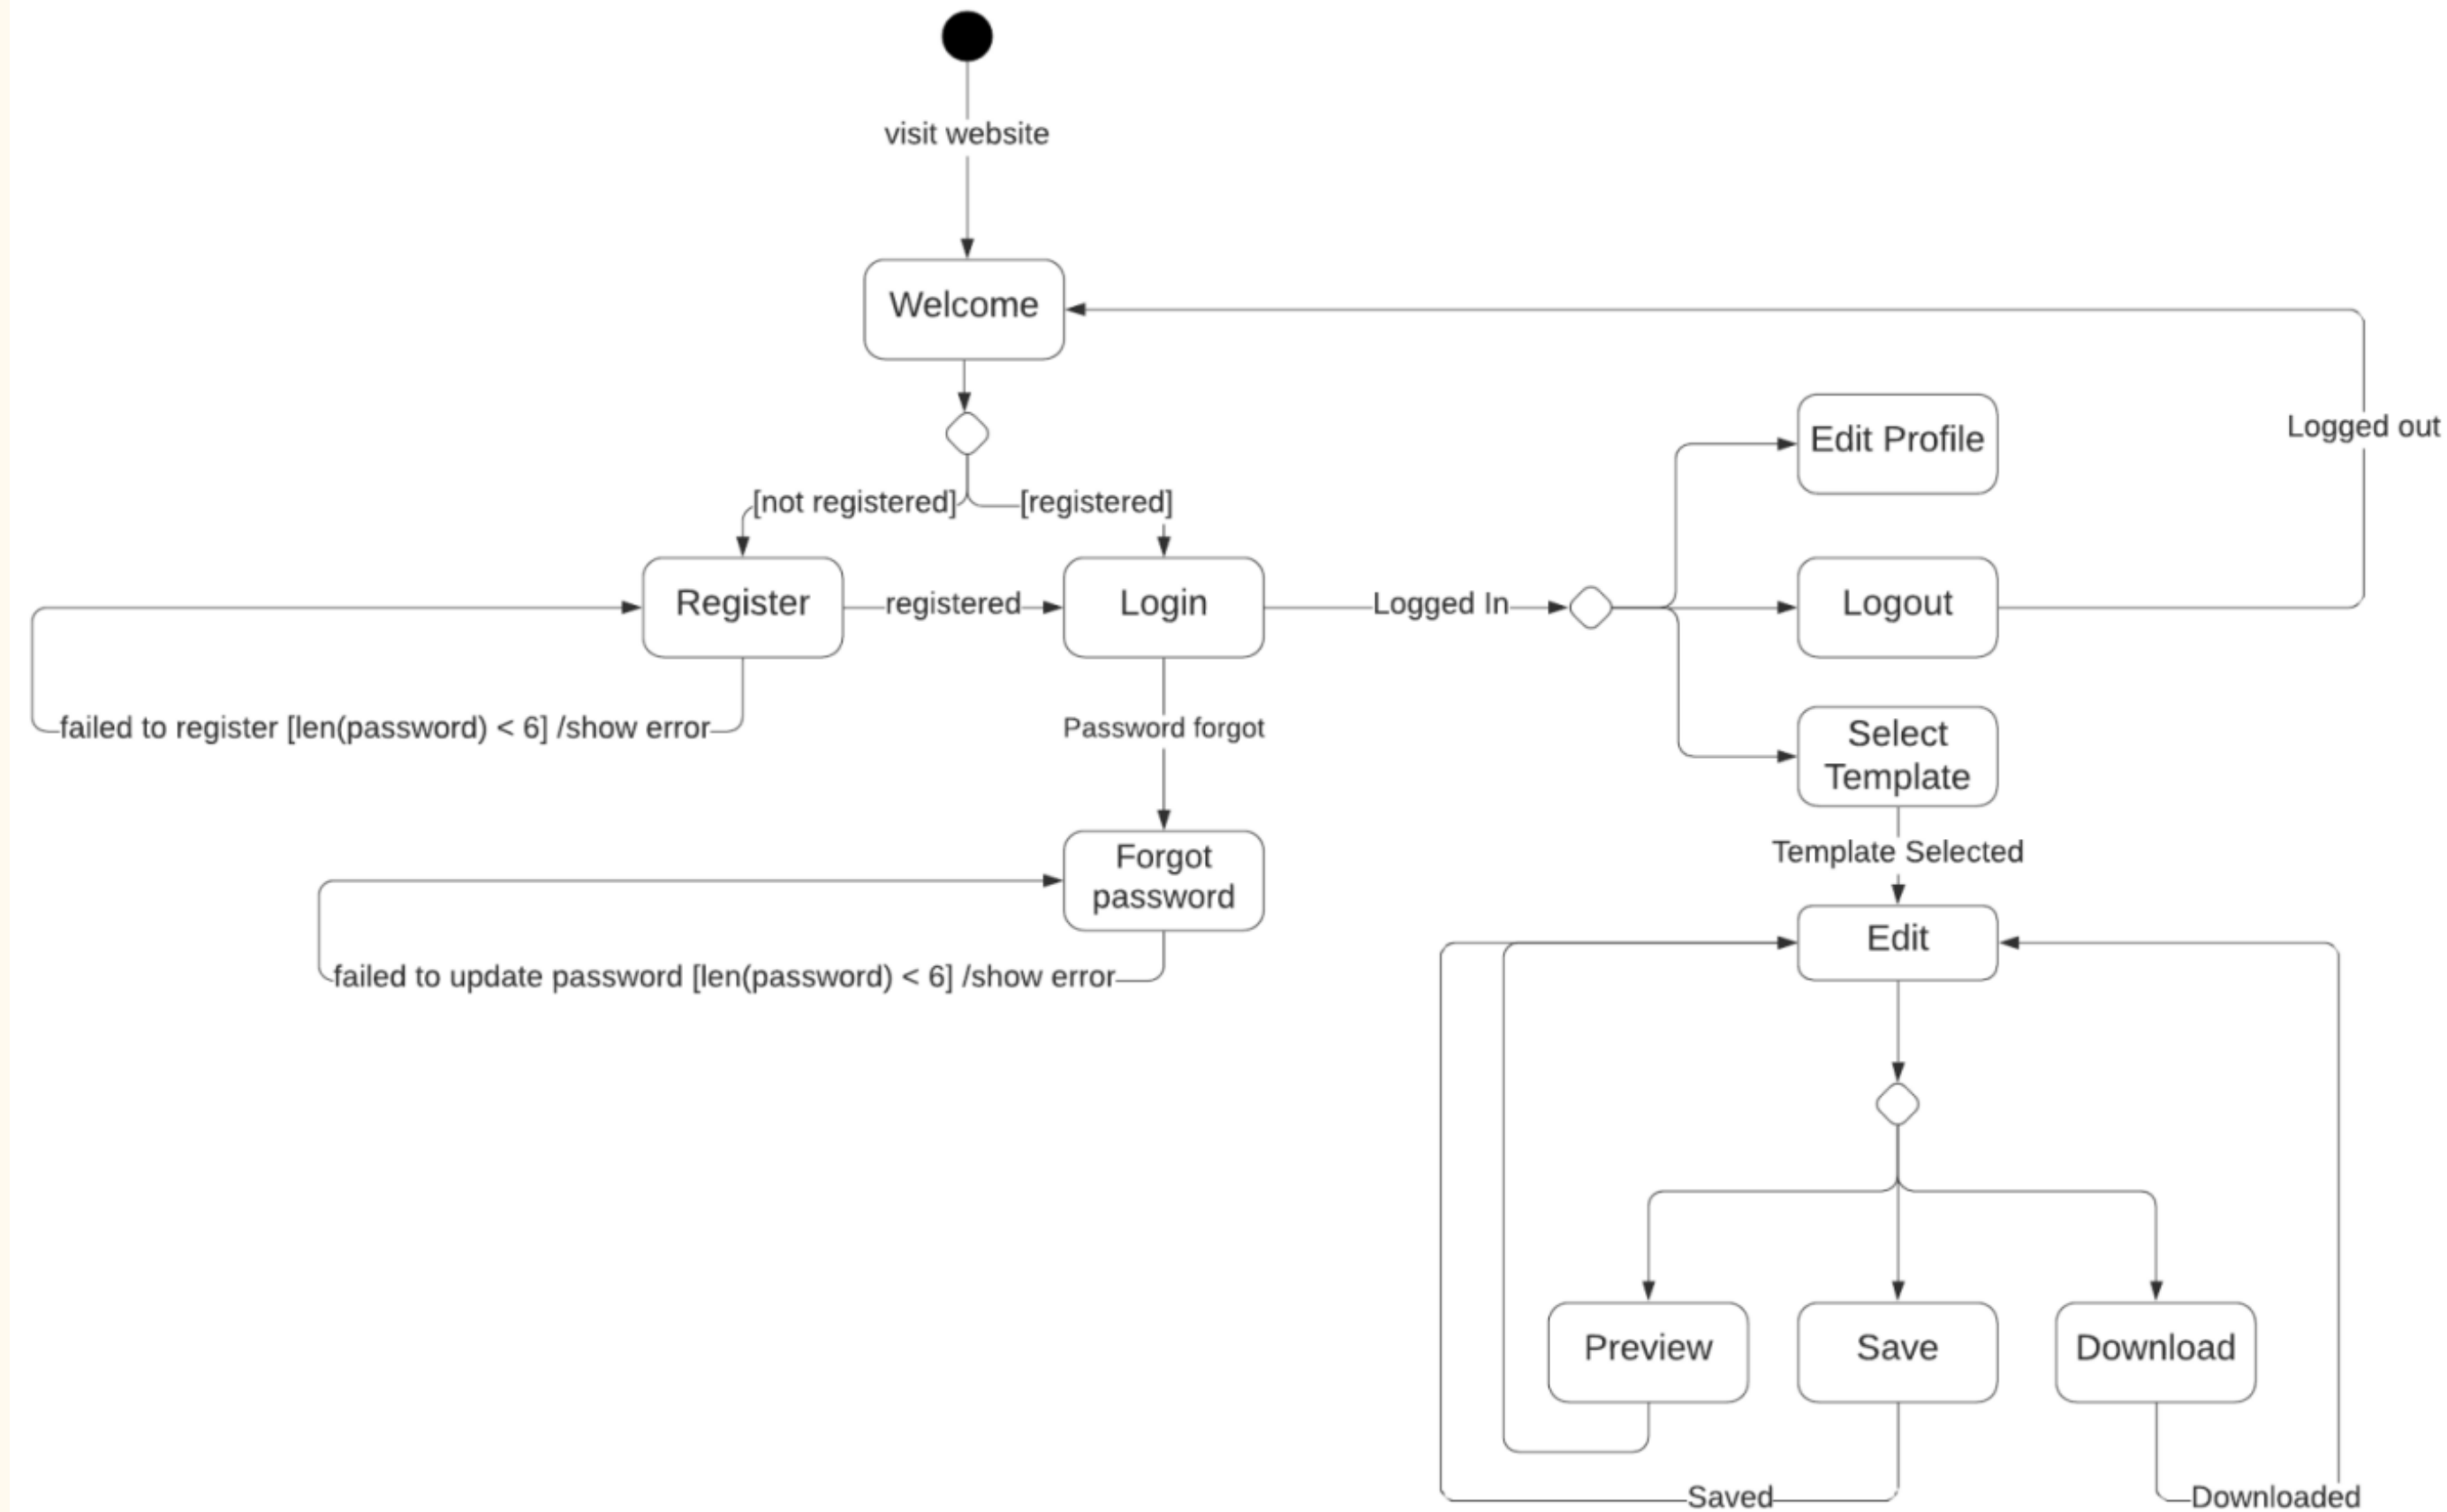 visit website
Welcome
Edit Profile
Logged out
[not registered]
[registered]
Register
registered
Login
Logged In
Logout
failed to register [len(password) < 6] /show error
Password forgot
Select
Template
Template Selected
Forgot
password
Edit
failed to update password [len(password) < 6] /show error
Preview
Save
Download
Saved
Downloaded